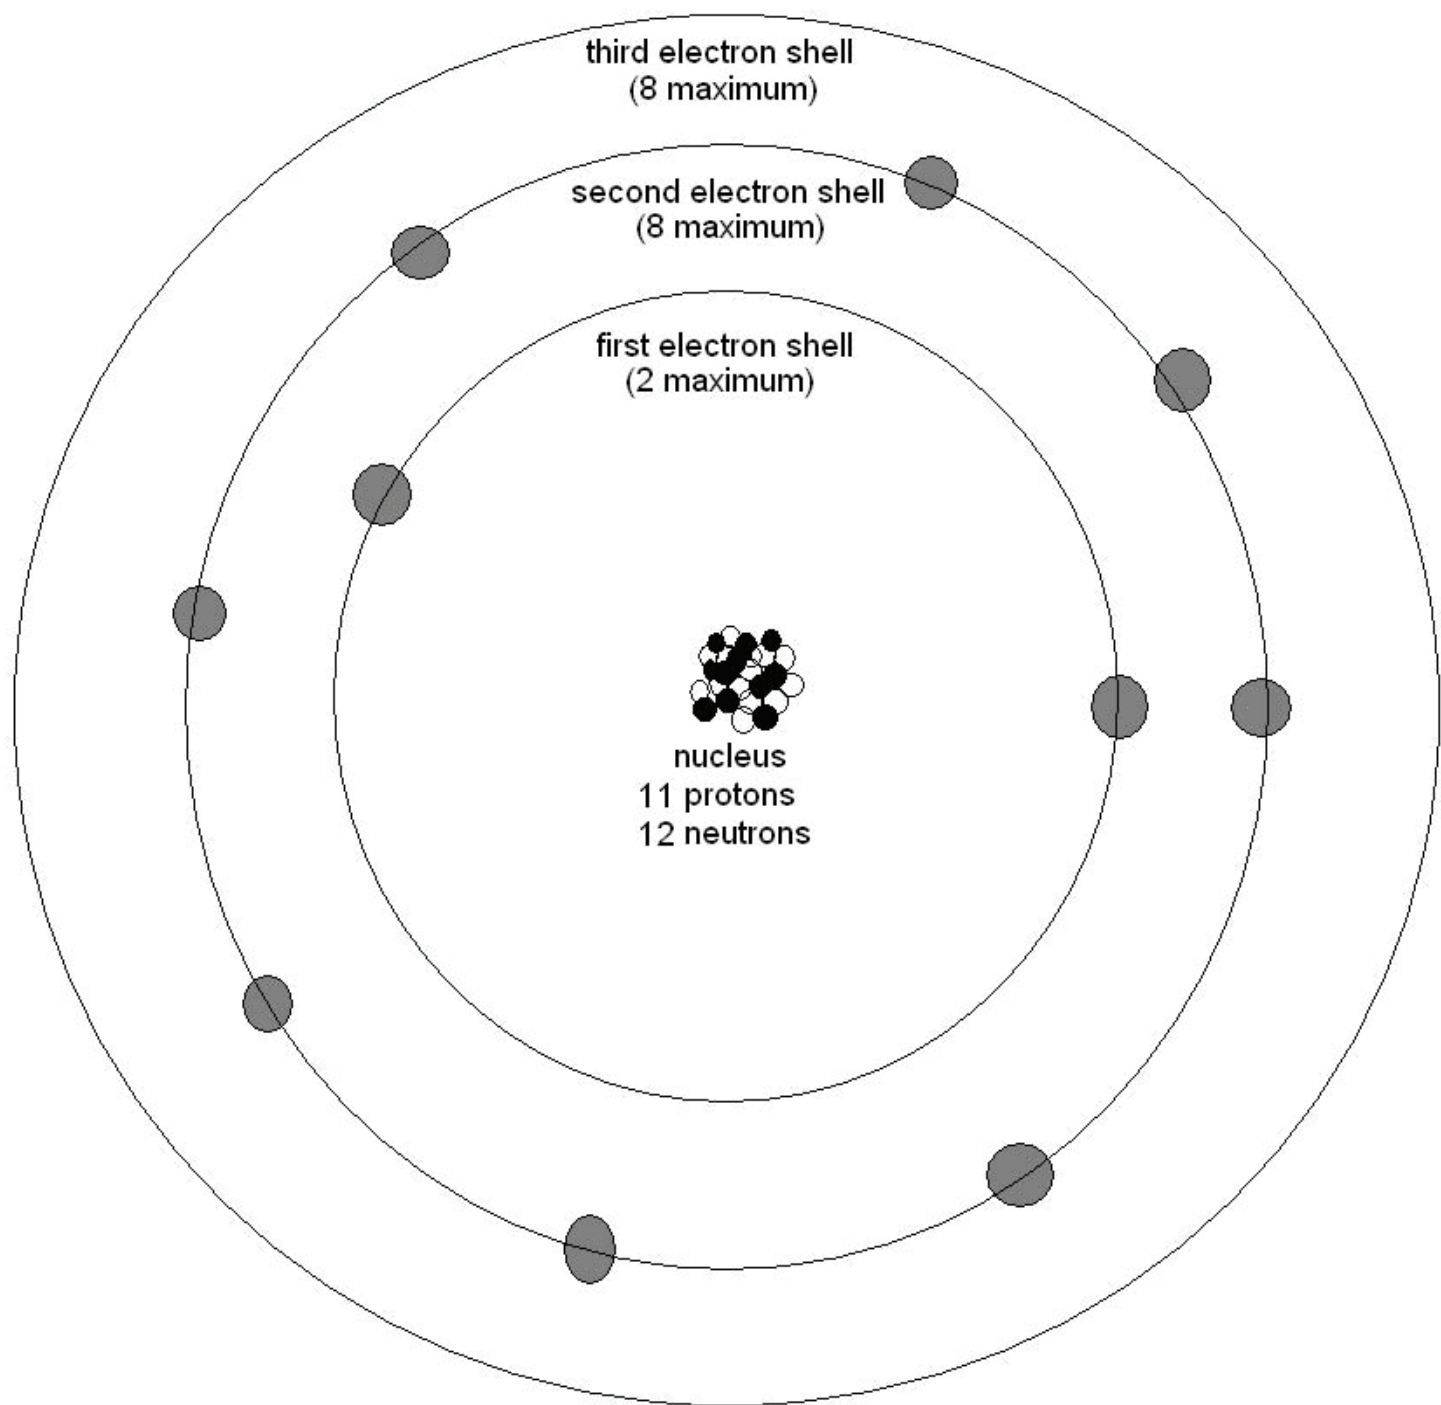 third electron shell
(8 maximum)
second electron shell
(8 maximum)
first electron shell
(2 maximum)
nucleus
11 protons
12 neutrons